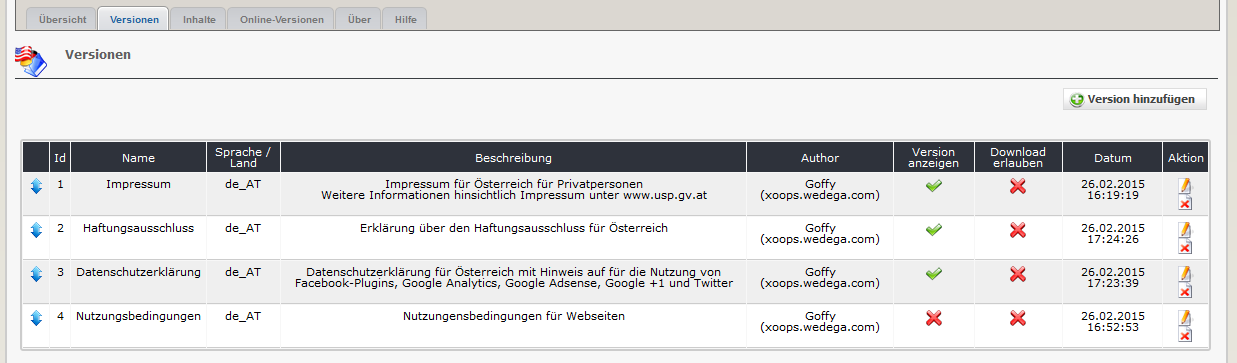 Übersicht Versionen Inhalte Online-Versionen Über Hilfe
Versionen
Version hinzufügen
Id Name Sprache / Land Beschreibung Author Version anzeigen Download erlauben Datum Aktion
1 Impressum de_AT Impressum für Österreich für Privatpersonen Goffy 26.02.2015
Weitere Informationen hinsichtlich Impressum unter www.usp.gv.at (xoops.wedega.com) 16:19:19
2 Haftungsausschluss de_AT Erklärung über den Haftungsausschluss für Österreich Goffy 26.02.2015
(xoops.wedega.com) 17:24:26
3 Datenschutzerklärung de_AT Datenschutzerklärung für Österreich mit Hinweis auf für die Nutzung von Goffy 26.02.2015
Facebook-Plugins, Google Analytics, Google Adsense, Google +1 und Twitter (xoops.wedega.com) 17:23:39
4 Nutzungsbedingungen de_AT Nutzungensbedingungen für Webseiten Goffy 26.02.2015
(xoops.wedega.com) 16:52:53